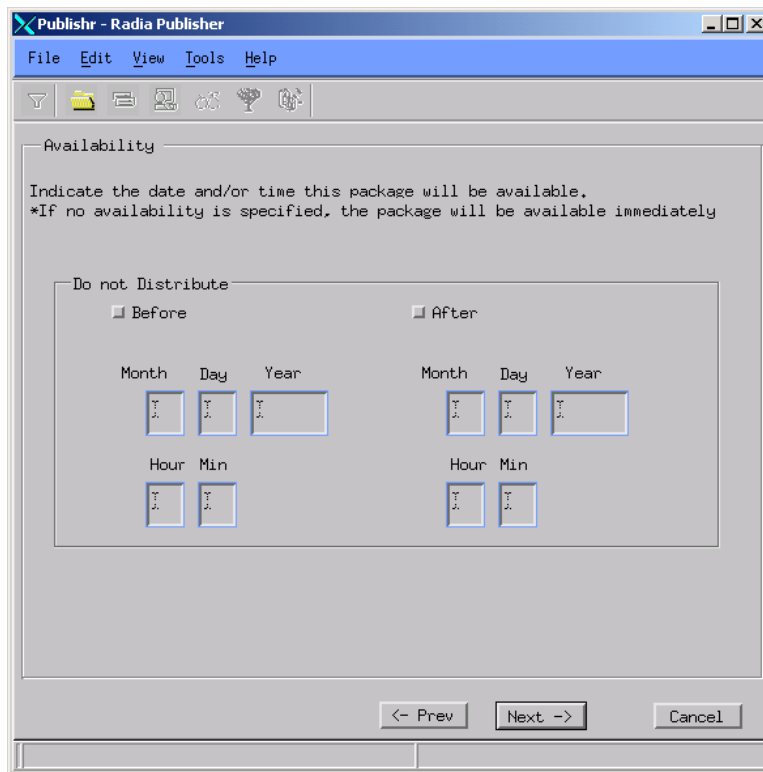 Publishr - Radia Publisher
File Edit View Tools Help
Availability
Indicate the date and/or time this package will be available.
*If no availability is specified, the package will be available immediately
Do not Distribute
Before After
Month Day Year Month Day Year
Hour Min Hour Min
<- Prev Next -> Cancel